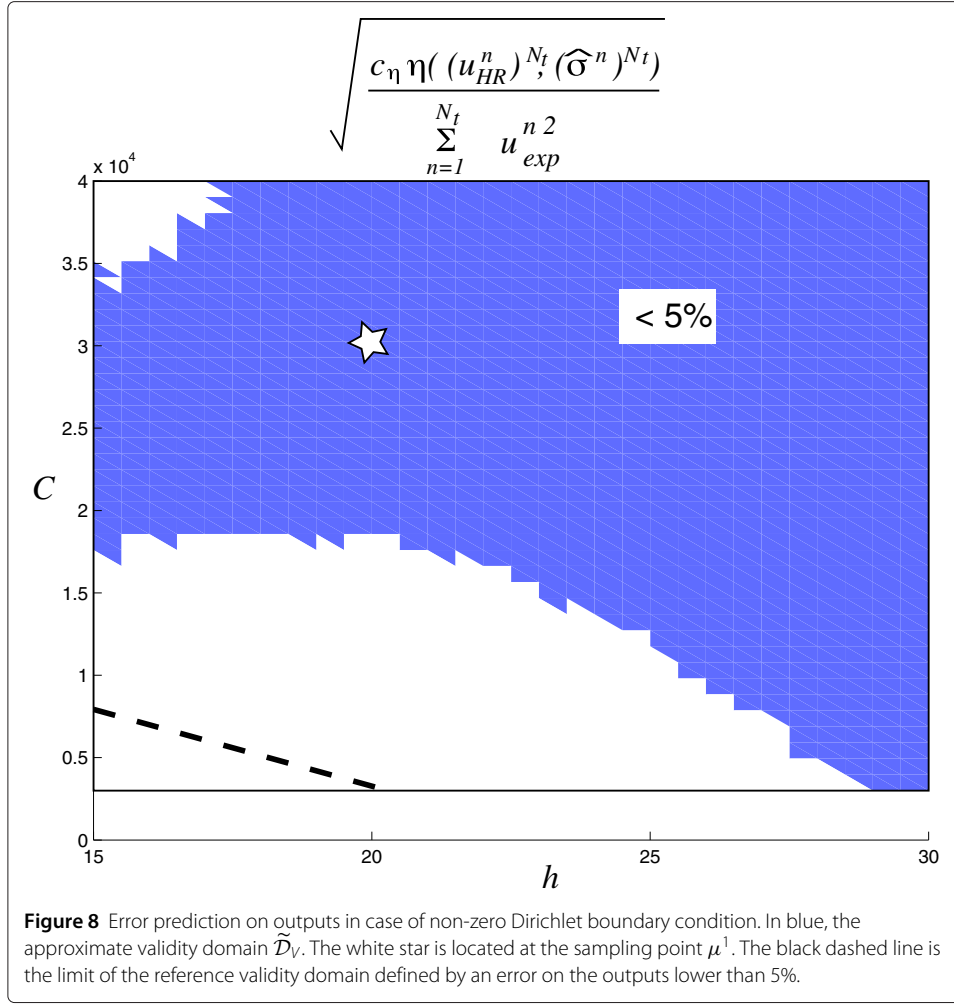 √ c_η η( (u^n_HR)^N_t, (σ̂^n)^N_t)
N_t
Σ u^n 2_exp
n=1
x 10^4
4
3.5
< 5%
3
2.5
C
2
1.5
1
0.5
0
15 20 25 30
h
Figure 8 Error prediction on outputs in case of non-zero Dirichlet boundary condition. In blue, the
approximate validity domain D̃_V. The white star is located at the sampling point μ^1. The black dashed line is
the limit of the reference validity domain defined by an error on the outputs lower than 5%.